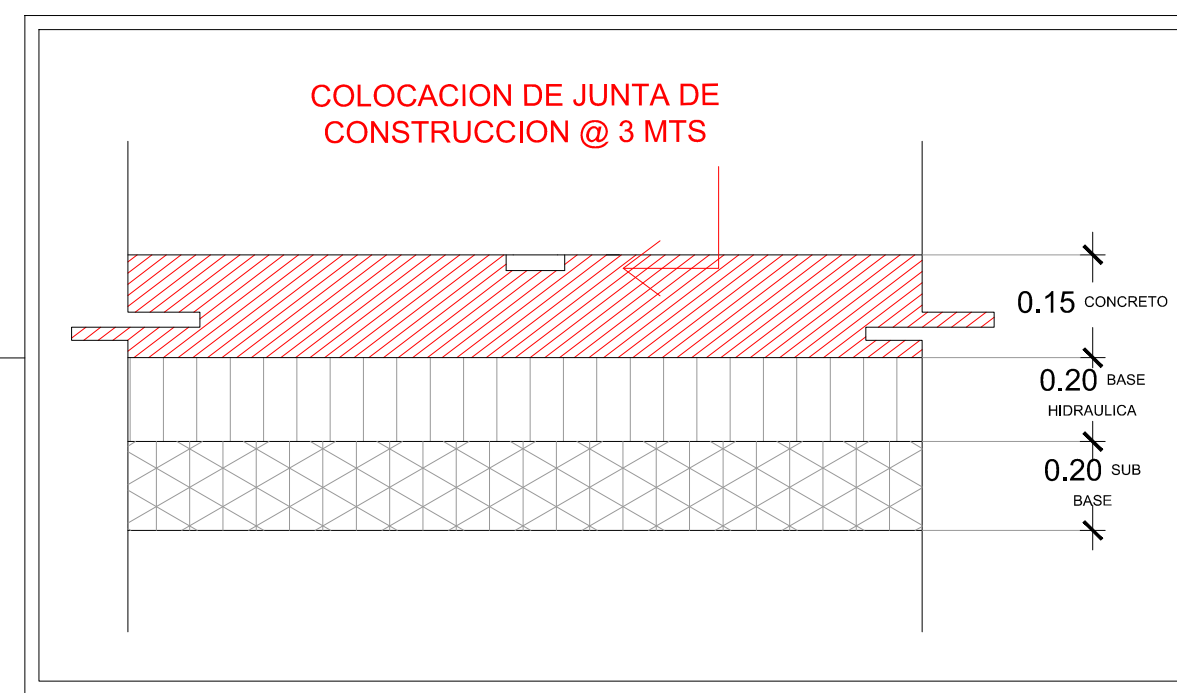 COLOCACION DE JUNTA DE
CONSTRUCCION @ 3 MTS
0.15 CONCRETO
0.20 BASE
HIDRAULICA
0.20 SUB
BASE